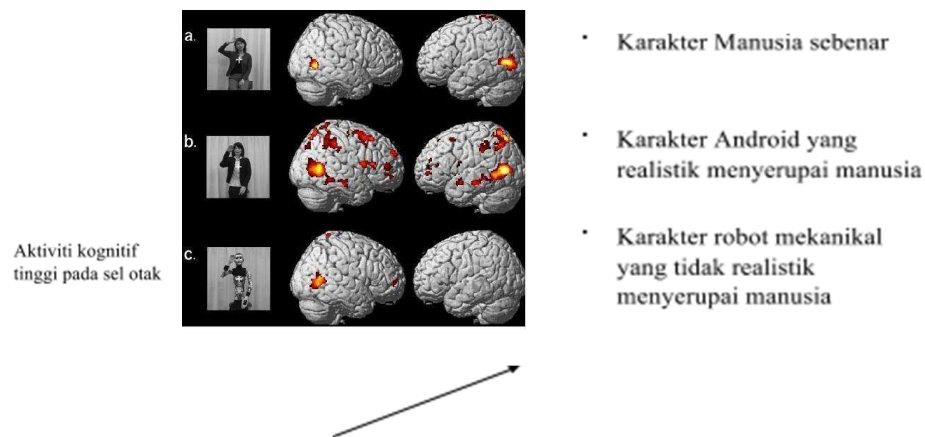 a.
Karakter Manusia sebenar
b.
Karakter Android yang
realistik menyerupai manusia
c.
Karakter robot mekanikal
yang tidak realistik
menyerupai manusia
Aktiviti kognitif
tinggi pada sel otak